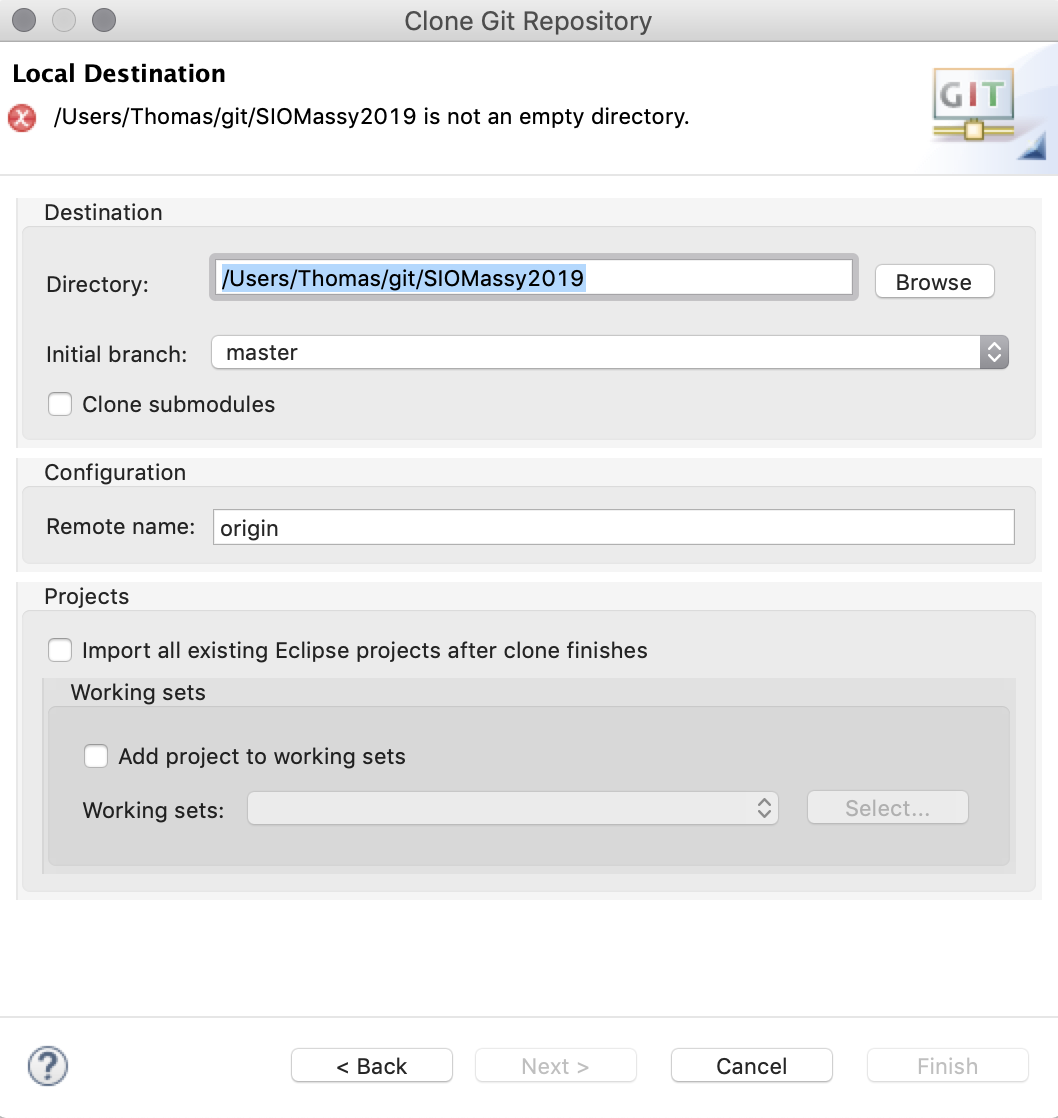 Clone Git Repository
Local Destination
/Users/Thomas/git/SIOMassy2019 is not an empty directory.
GIT
Destination
Directory: /Users/Thomas/git/SIOMassy2019 Browse
Initial branch: master
Clone submodules
Configuration
Remote name: origin
Projects
Import all existing Eclipse projects after clone finishes
Working sets
Add project to working sets
Working sets: Select...
? < Back Next > Cancel Finish